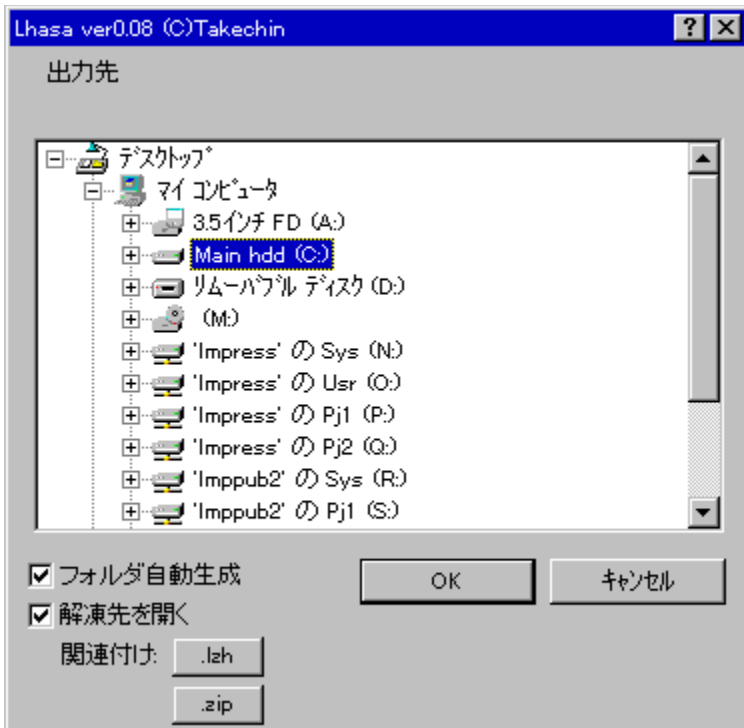 Lhasa ver0.08 (C)Takechin
出力先
ﾃﾞｽｸﾄｯﾌﾟ
ﾏｲ ｺﾝﾋﾟｭｰﾀ
3.5ｲﾝﾁ FD (A:)
Main hdd (C:)
ﾘﾑｰﾊﾞﾌﾞﾙ ﾃﾞｨｽｸ (D:)
(M:)
'Impress' の Sys (N:)
'Impress' の Usr (O:)
'Impress' の Pj1 (P:)
'Impress' の Pj2 (Q:)
'Imppub2' の Sys (R:)
'Imppub2' の Pj1 (S:)
フォルダ自動生成
OK
ｷｬﾝｾﾙ
解凍先を開く
関連付け:
.lzh
.zip